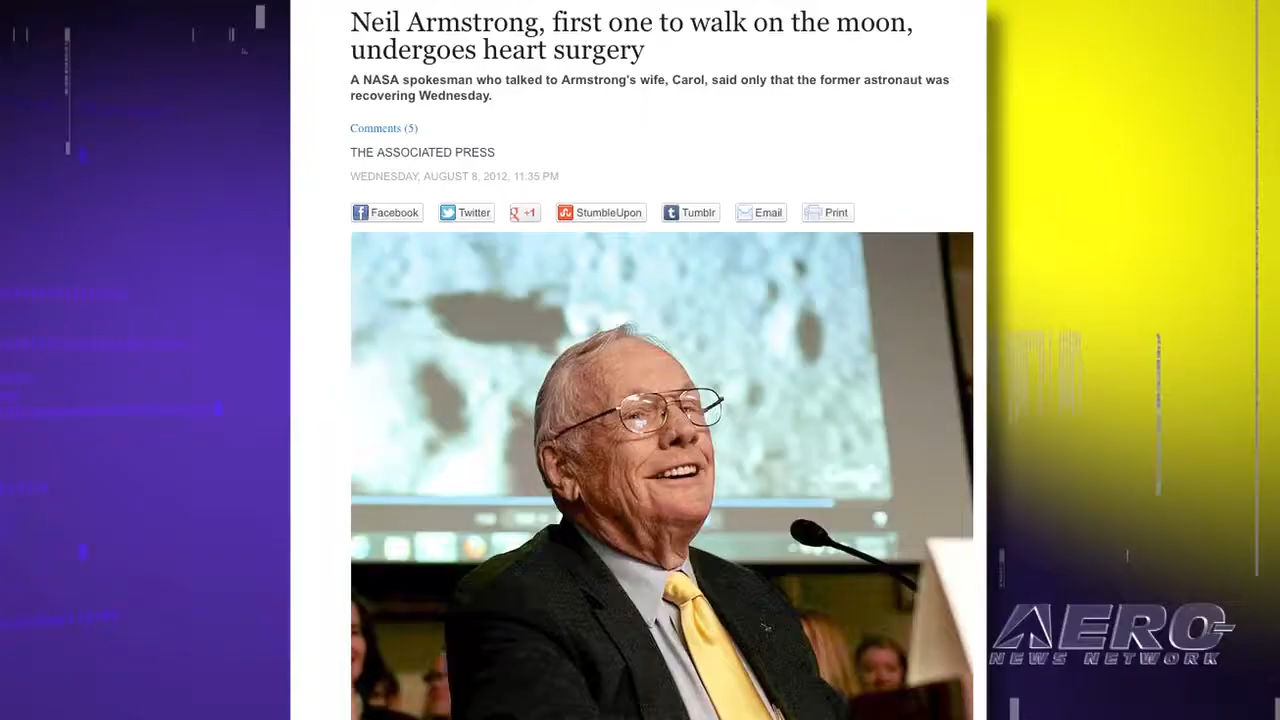 Neil Armstrong, first one to walk on the moon,
undergoes heart surgery
A NASA spokesman who talked to Armstrong's wife, Carol, said only that the former astronaut was
recovering Wednesday.
Comments (5)
THE ASSOCIATED PRESS
WEDNESDAY, AUGUST 8, 2012, 11:35 PM
Facebook Twitter +1 StumbleUpon Tumblr Email Print
AERO
NEWS NETWORK